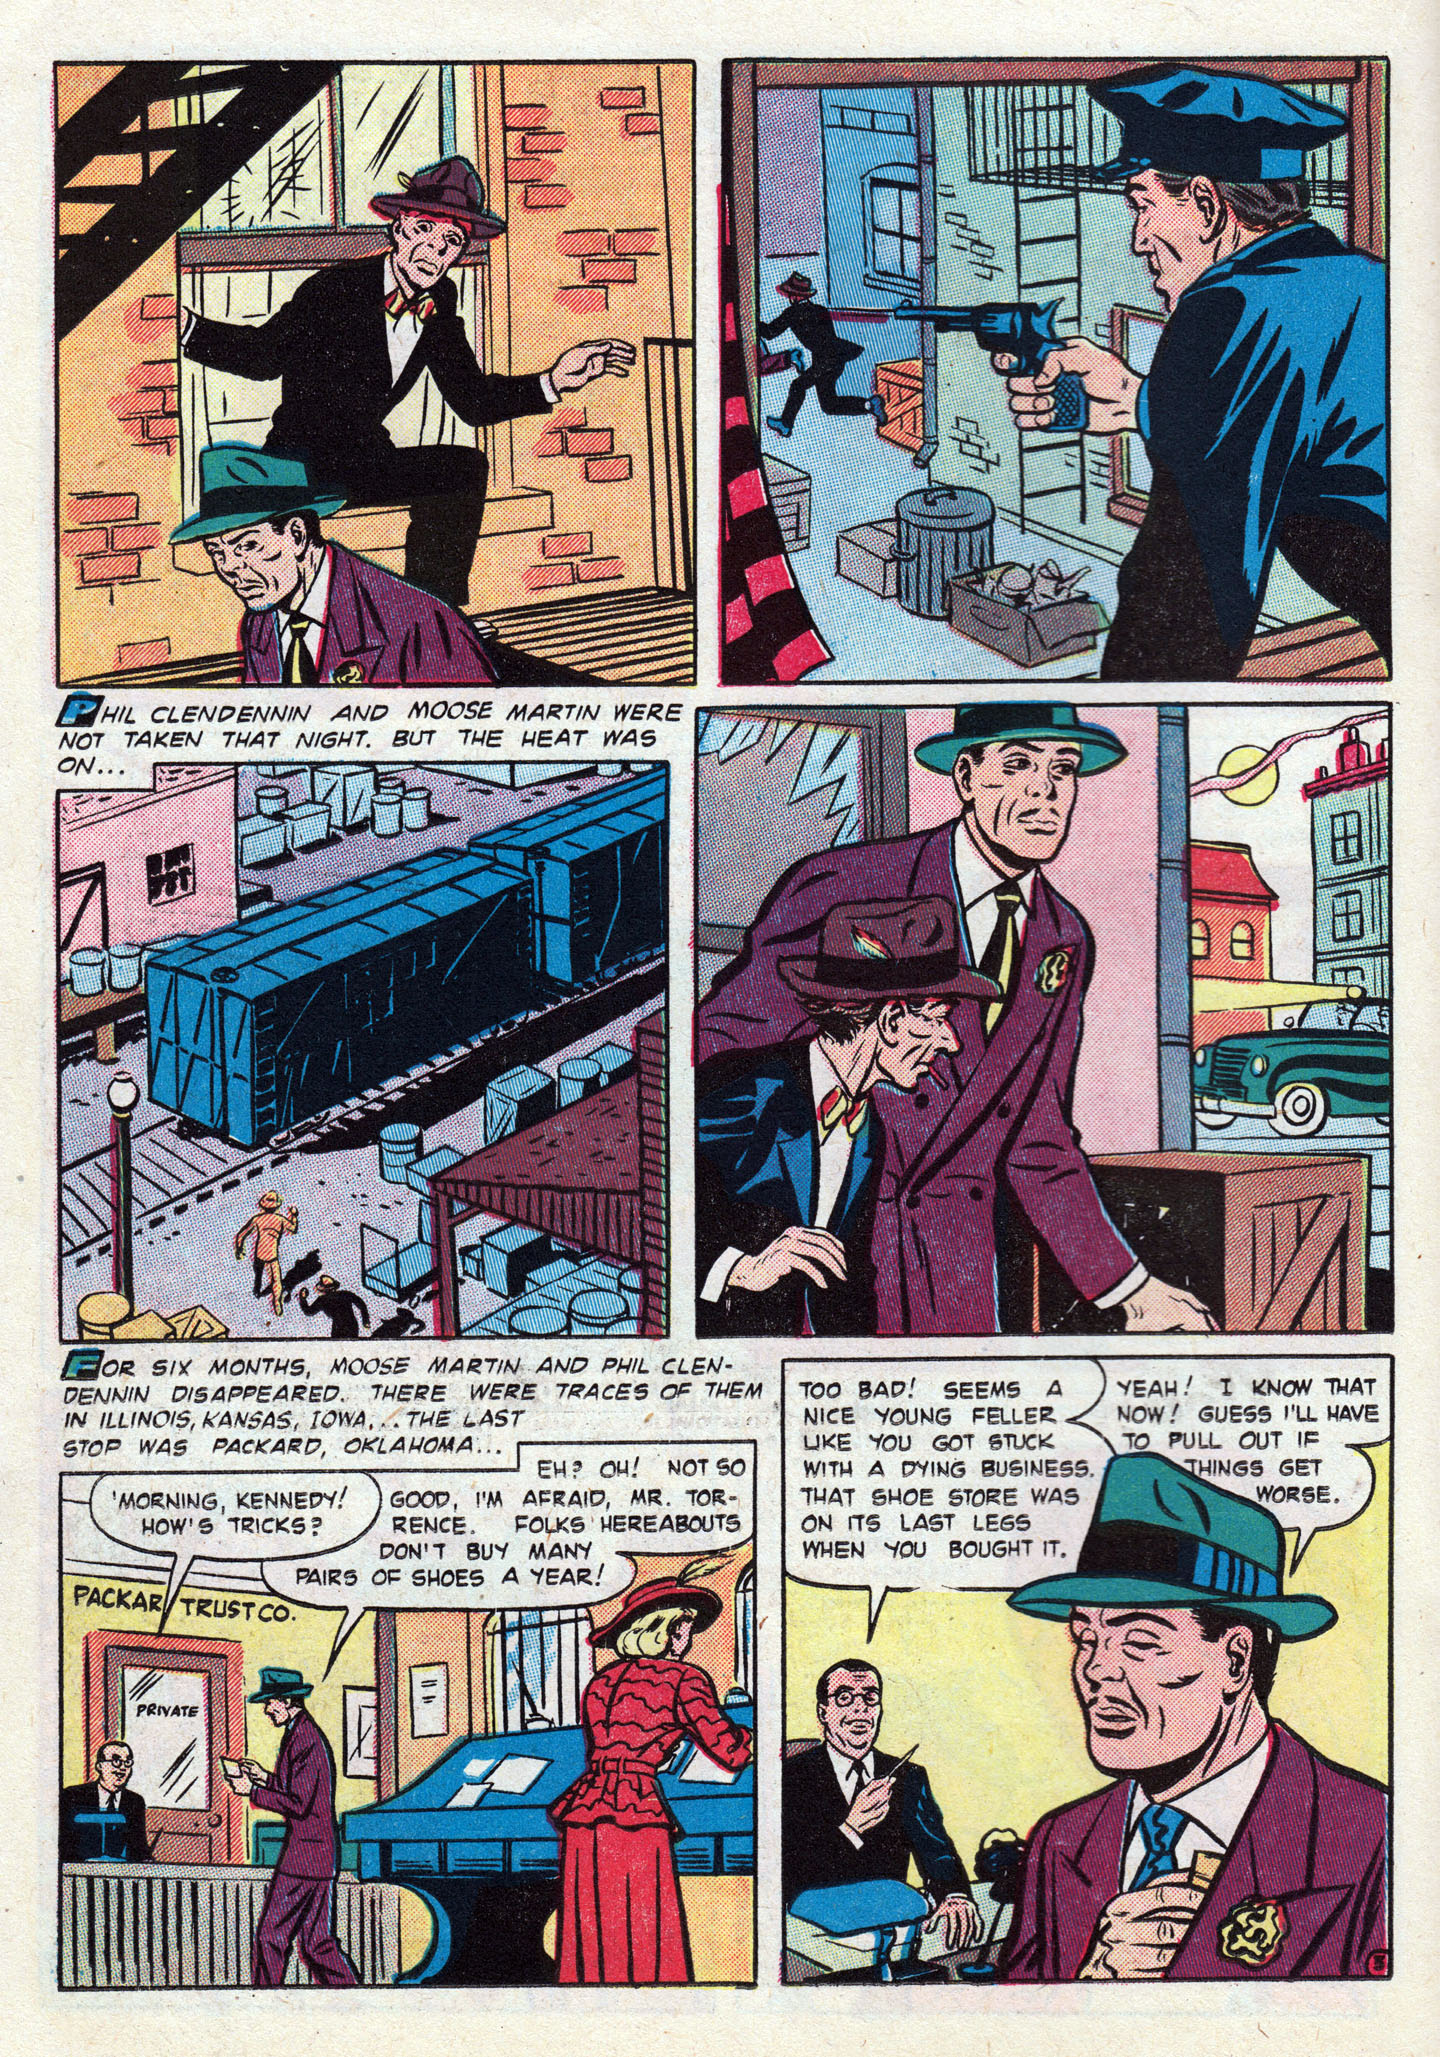 PHIL CLENDENNIN AND MOOSE MARTIN WERE
NOT TAKEN THAT NIGHT. BUT THE HEAT WAS
ON...
FOR SIX MONTHS, MOOSE MARTIN AND PHIL CLEN-
DENNIN DISAPPEARED. THERE WERE TRACES OF THEM
IN ILLINOIS, KANSAS, IOWA,... THE LAST
STOP WAS PACKARD, OKLAHOMA...
'MORNING, KENNEDY!
HOW'S TRICKS?
EH? OH! NOT SO
GOOD, I'M AFRAID, MR. TOR-
RENCE. FOLKS HEREABOUTS
DON'T BUY MANY
PAIRS OF SHOES A YEAR!
PACKAR TRUST CO.
PRIVATE
TOO BAD! SEEMS A
NICE YOUNG FELLER
LIKE YOU GOT STUCK
WITH A DYING BUSINESS.
THAT SHOE STORE WAS
ON ITS LAST LEGS
WHEN YOU BOUGHT IT.
YEAH! I KNOW THAT
NOW! GUESS I'LL HAVE
TO PULL OUT IF
THINGS GET
WORSE.
5